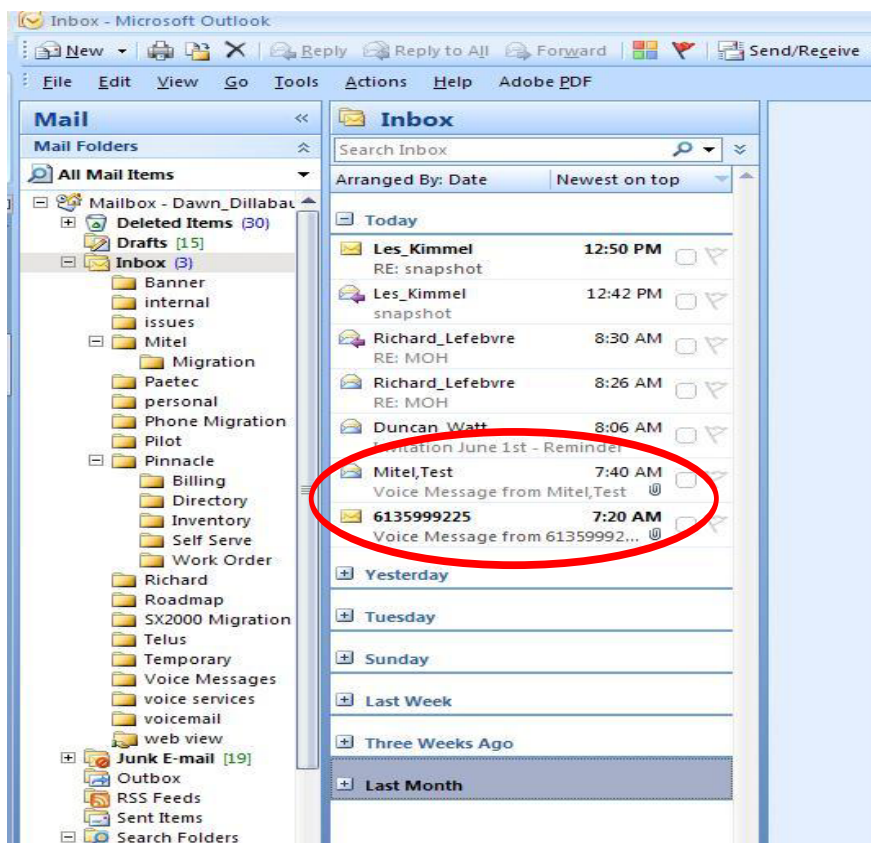 Inbox - Microsoft Outlook
New Reply Reply to All Forward Send/Receive
File Edit View Go Tools Actions Help Adobe PDF
Mail «
Mail Folders
All Mail Items
Mailbox - Dawn_Dillabau
Deleted Items (30)
Drafts [15]
Inbox (3)
Banner
internal
issues
Mitel
Migration
Paetec
personal
Phone Migration
Pilot
Pinnacle
Billing
Directory
Inventory
Self Serve
Work Order
Richard
Roadmap
SX2000 Migration
Telus
Temporary
Voice Messages
voice services
voicemail
web view
Junk E-mail [19]
Outbox
RSS Feeds
Sent Items
Search Folders
Inbox
Search Inbox
Arranged By: Date Newest on top
Today
Les_Kimmel 12:50 PM
RE: snapshot
Les_Kimmel 12:42 PM
snapshot
Richard_Lefebvre 8:30 AM
RE: MOH
Richard_Lefebvre 8:26 AM
RE: MOH
Duncan_Watt 8:06 AM
Invitation June 1st - Reminder
Mitel,Test 7:40 AM
Voice Message from Mitel,Test
6135999225 7:20 AM
Voice Message from 61359992...
Yesterday
Tuesday
Sunday
Last Week
Three Weeks Ago
Last Month